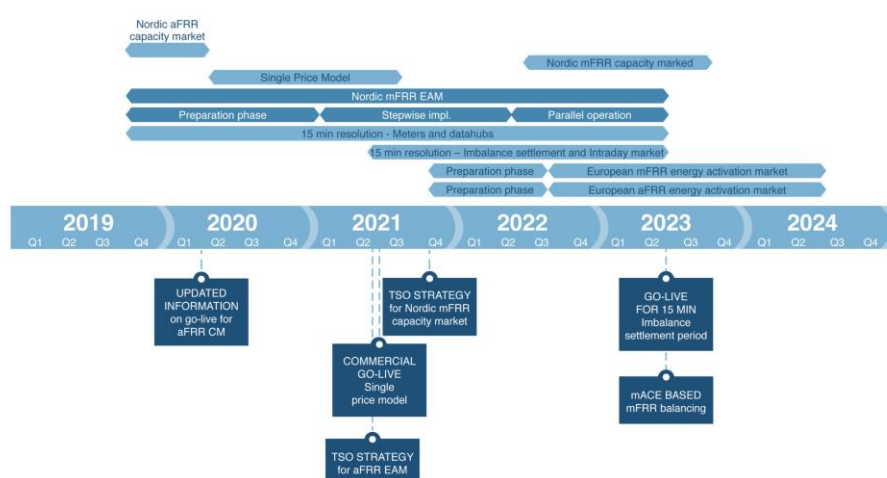 Nordic aFRR
capacity market
Nordic mFRR capacity marked
Single Price Model
Nordic mFRR EAM
Preparation phase
Stepwise impl.
Parallel operation
15 min resolution - Meters and datahubs
15 min resolution – Imbalance settlement and Intraday market
Preparation phase
European mFRR energy activation market
Preparation phase
European aFRR energy activation market
2019 2020 2021 2022 2023 2024
Q1 Q2 Q3 Q4 Q1 Q2 Q3 Q4 Q1 Q2 Q3 Q4 Q1 Q2 Q3 Q4 Q1 Q2 Q3 Q4 Q1 Q2 Q3 Q4
UPDATED
INFORMATION
on go-live for
aFRR CM
TSO STRATEGY
for Nordic mFRR
capacity market
GO-LIVE
FOR 15 MIN
Imbalance
settlement period
COMMERCIAL
GO-LIVE
Single
price model
mACE BASED
mFRR balancing
TSO STRATEGY
for aFRR EAM